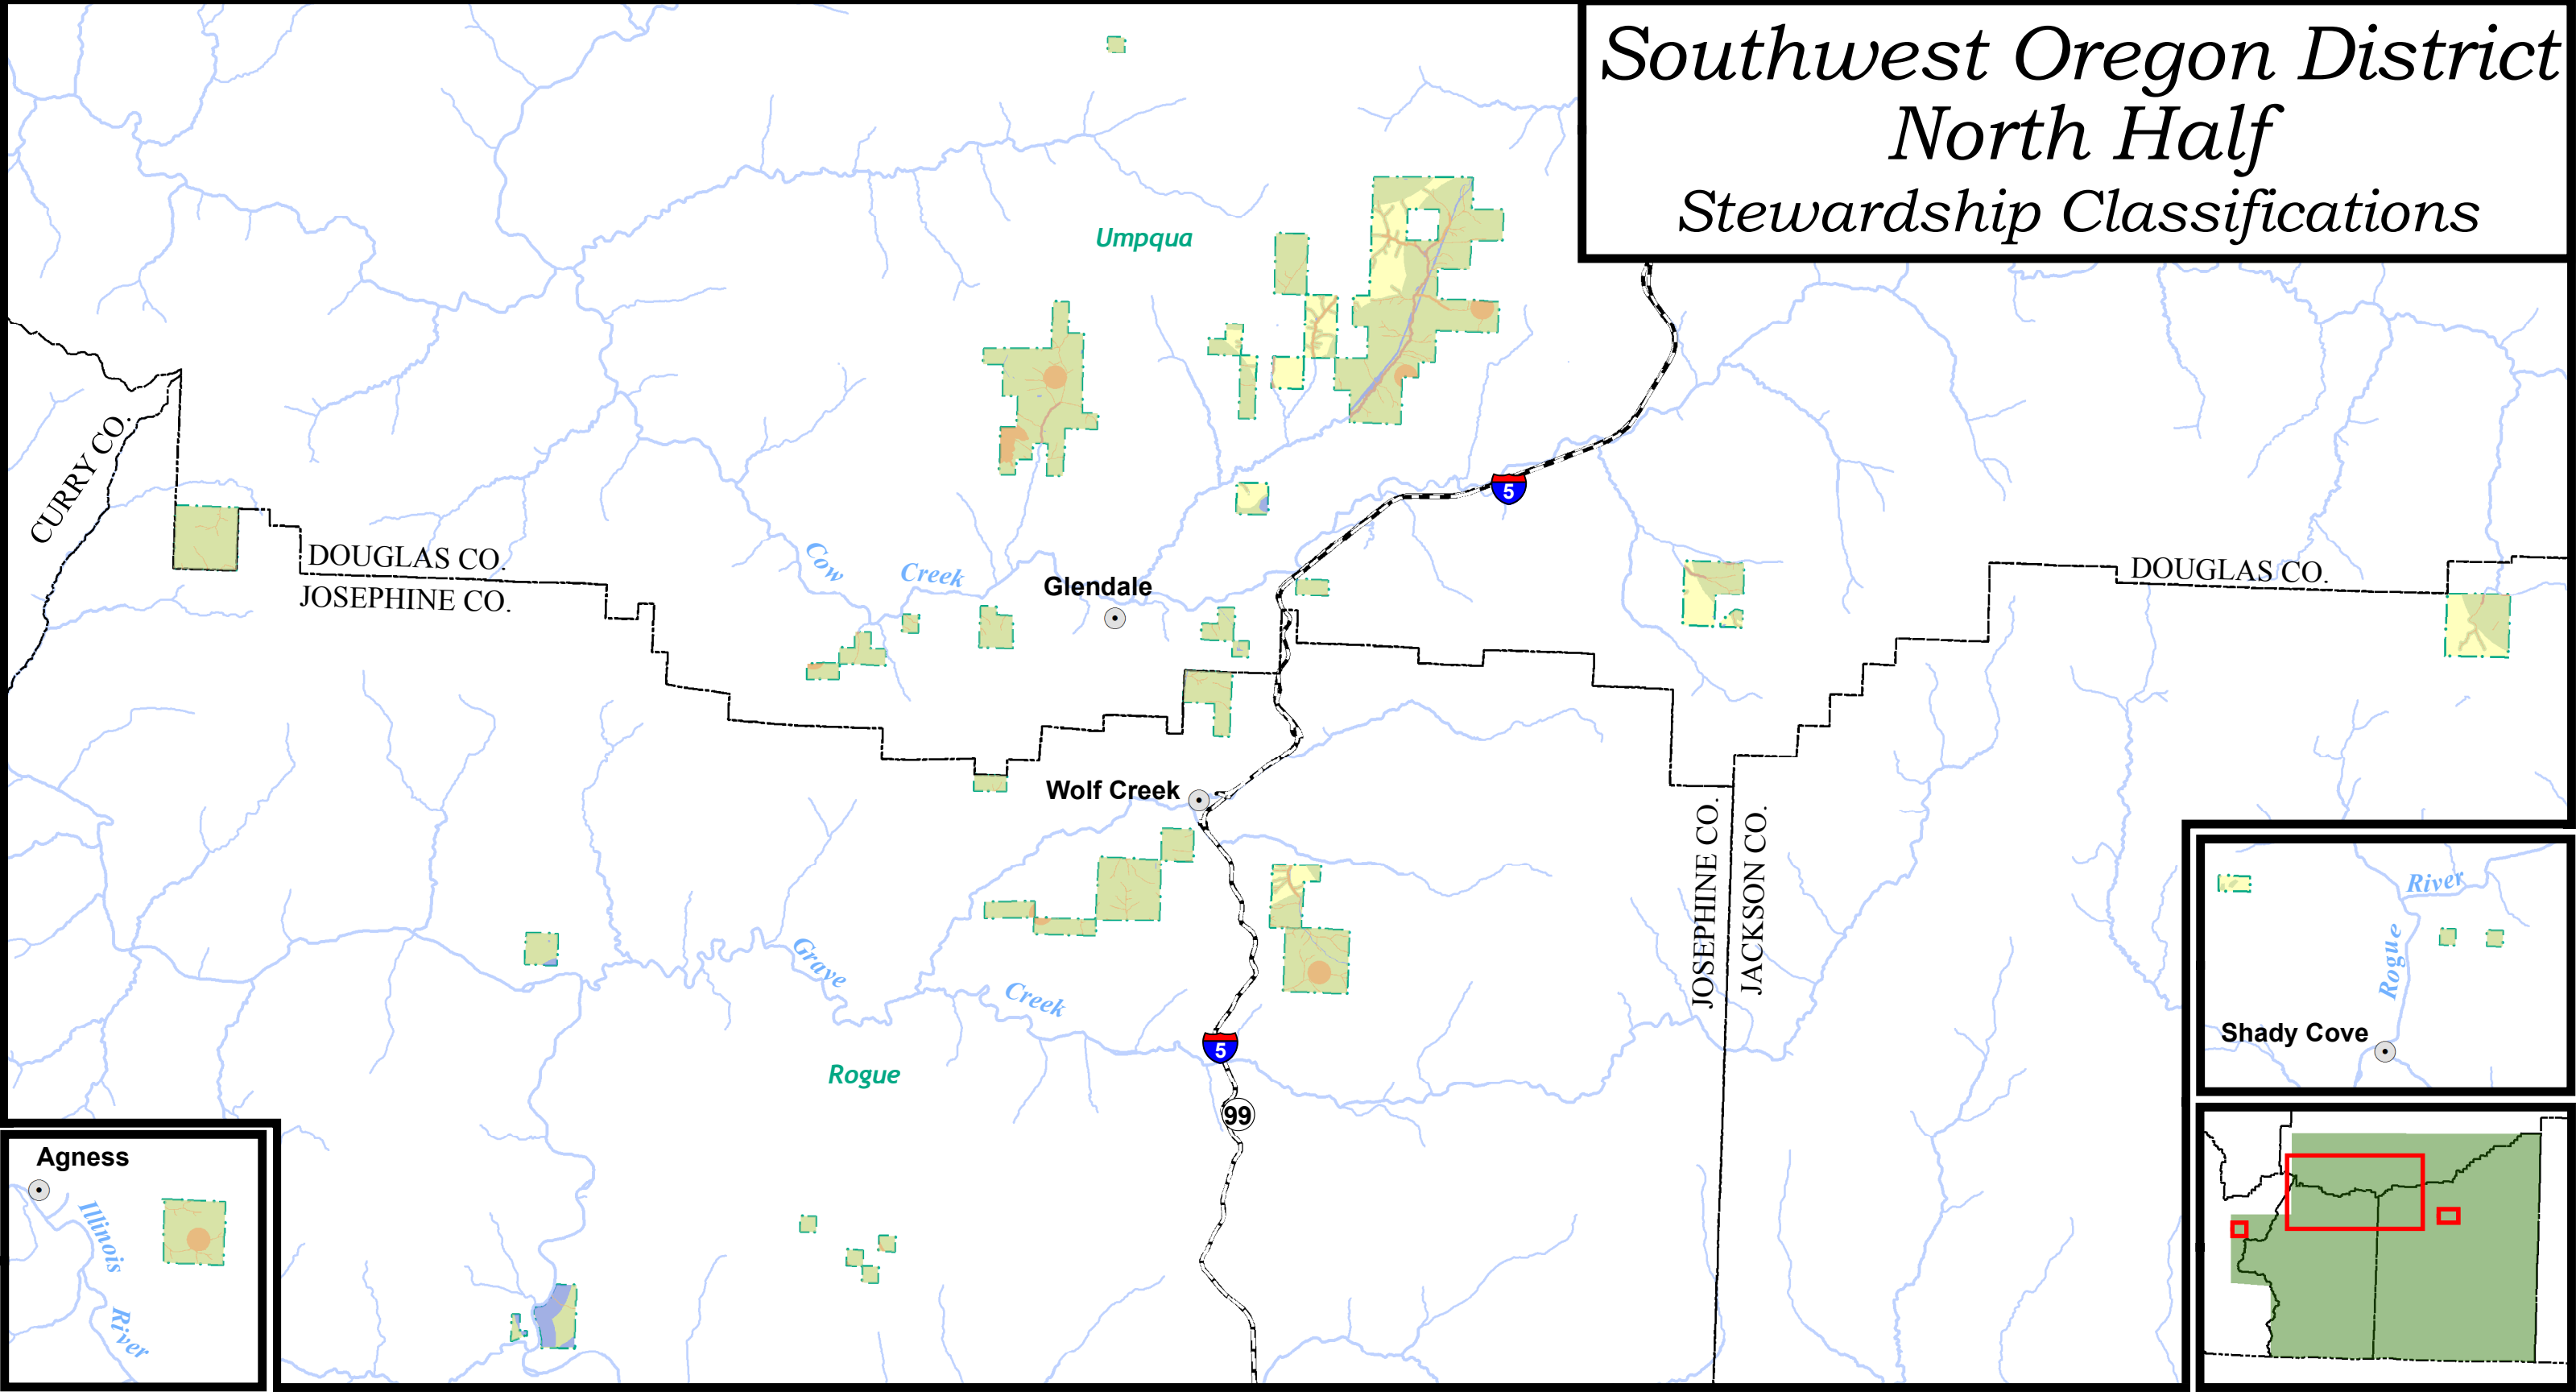 Southwest Oregon District
North Half
Stewardship Classifications
Umpqua
CURRY CO.
5
DOUGLAS CO.
JOSEPHINE CO.
Cow
Creek
Glendale
DOUGLAS CO.
Wolf Creek
JOSEPHINE CO.
JACKSON CO.
Grave
Creek
5
Rogue
99
River
Rogue
Shady Cove
Agness
Illinois
River